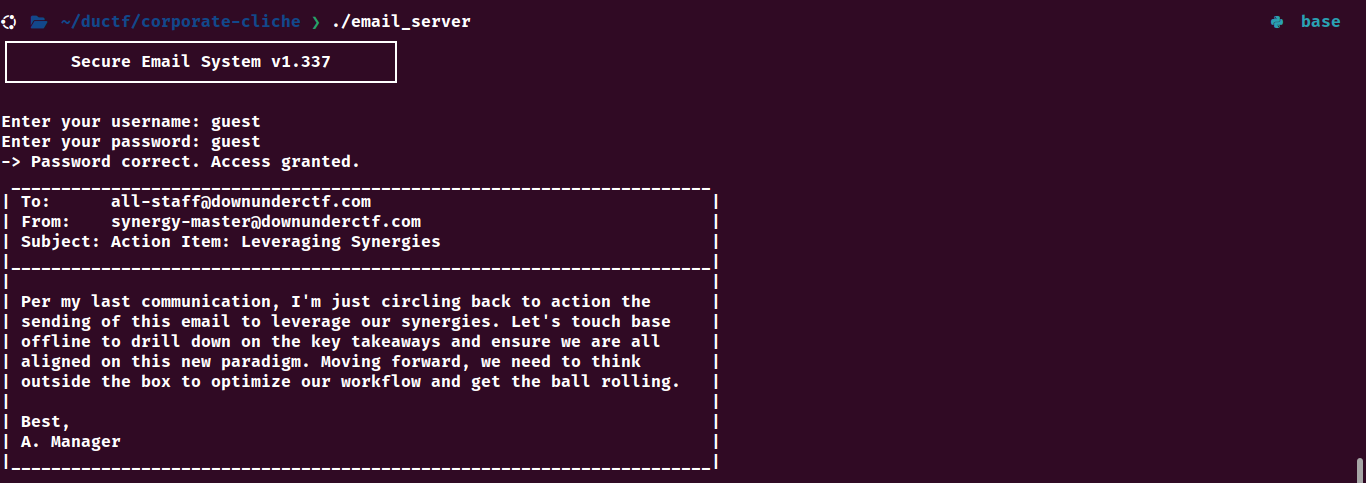 ~/ductf/corporate-cliche ❯ ./email_server base
Secure Email System v1.337
Enter your username: guest
Enter your password: guest
-> Password correct. Access granted.
 ______________________________________________________________________
| To:      all-staff@downunderctf.com                                  |
| From:    synergy-master@downunderctf.com                             |
| Subject: Action Item: Leveraging Synergies                           |
|______________________________________________________________________|
|                                                                      |
| Per my last communication, I'm just circling back to action the      |
| sending of this email to leverage our synergies. Let's touch base    |
| offline to drill down on the key takeaways and ensure we are all     |
| aligned on this new paradigm. Moving forward, we need to think       |
| outside the box to optimize our workflow and get the ball rolling.   |
|                                                                      |
| Best,                                                                |
| A. Manager                                                           |
|______________________________________________________________________|